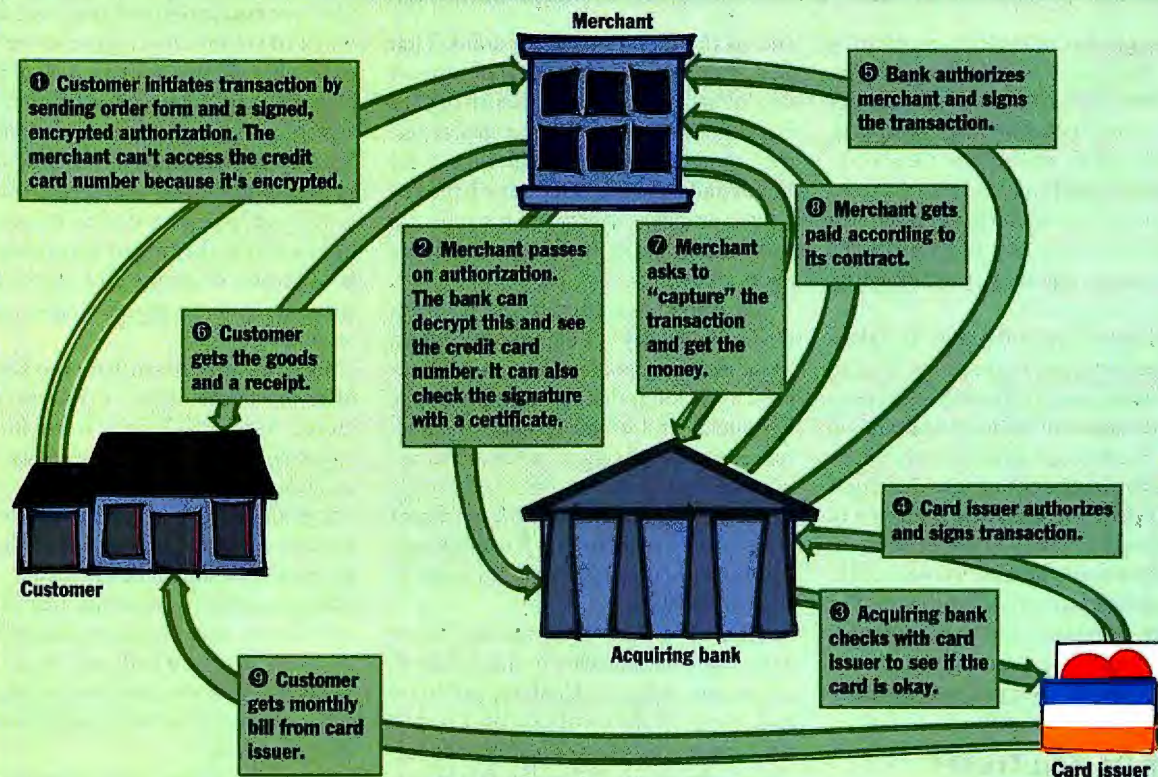 Merchant
❶ Customer initiates transaction by
sending order form and a signed,
encrypted authorization. The
merchant can't access the credit
card number because it's encrypted.
❺ Bank authorizes
merchant and signs
the transaction.
❷ Merchant passes
on authorization.
The bank can
decrypt this and see
the credit card
number. It can also
check the signature
with a certificate.
❼ Merchant
asks to
"capture" the
transaction
and get the
money.
❽ Merchant gets
paid according to
its contract.
❻ Customer
gets the goods
and a receipt.
❹ Card issuer authorizes
and signs transaction.
Customer
❸ Acquiring bank
checks with card
issuer to see if the
card is okay.
Acquiring bank
❾ Customer
gets monthly
bill from card
issuer.
Card issuer